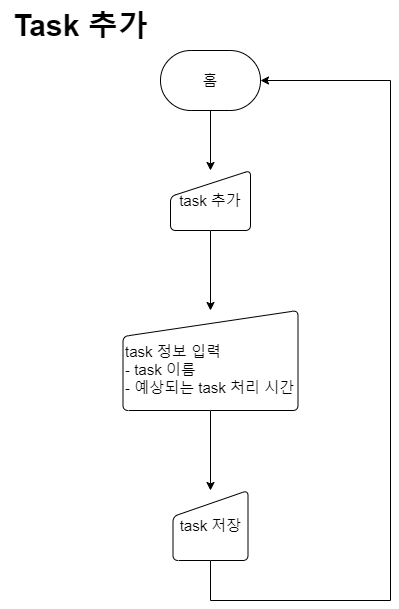 Task 추가
홈
task 추가
task 정보 입력
- task 이름
- 예상되는 task 처리 시간
task 저장